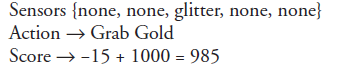 Sensors {none, none, glitter, none, none}
Action → Grab Gold
Score → –15 + 1000 = 985